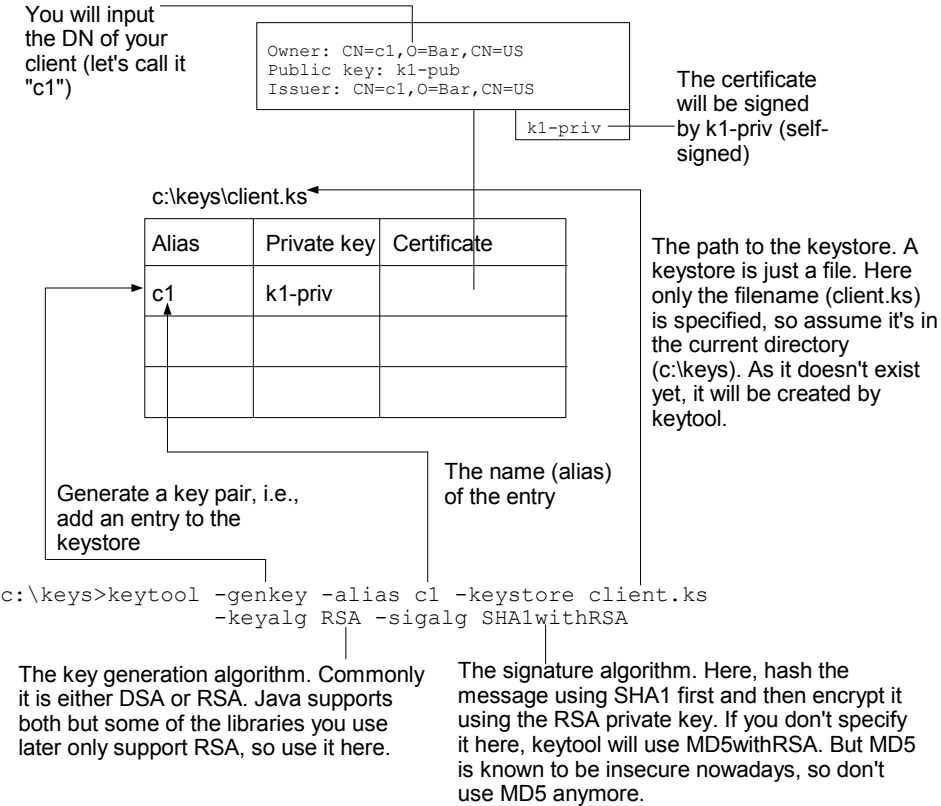 You will input
the DN of your
client (let's call it
"c1")
Owner: CN=c1,O=Bar,CN=US
Public key: k1-pub
Issuer: CN=c1,O=Bar,CN=US
k1-priv
The certificate
will be signed
by k1-priv (self-
signed)
c:\keys\client.ks
Alias Private key Certificate
c1 k1-priv
The path to the keystore. A
keystore is just a file. Here
only the filename (client.ks)
is specified, so assume it's in
the current directory
(c:\keys). As it doesn't exist
yet, it will be created by
keytool.
The name (alias)
of the entry
Generate a key pair, i.e.,
add an entry to the
keystore
c:\keys>keytool -genkey -alias c1 -keystore client.ks
-keyalg RSA -sigalg SHA1withRSA
The key generation algorithm. Commonly
it is either DSA or RSA. Java supports
both but some of the libraries you use
later only support RSA, so use it here.
The signature algorithm. Here, hash the
message using SHA1 first and then encrypt it
using the RSA private key. If you don't specify
it here, keytool will use MD5withRSA. But MD5
is known to be insecure nowadays, so don't
use MD5 anymore.